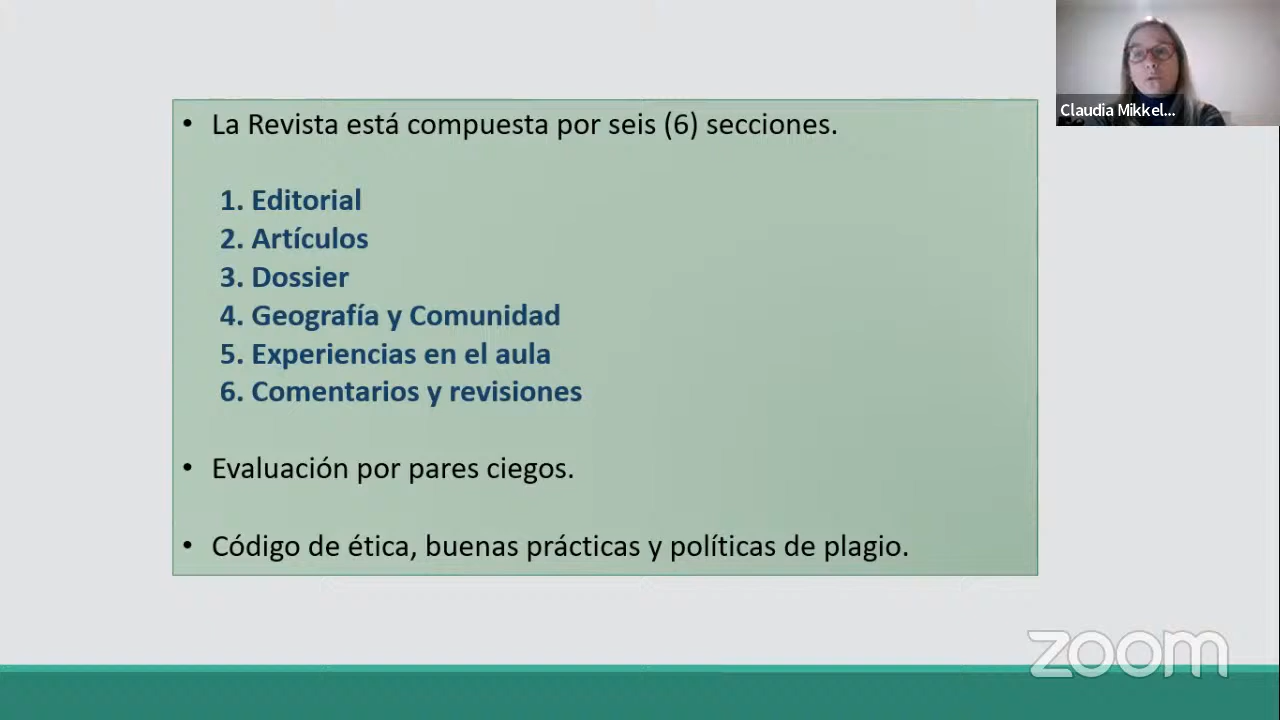 • La Revista está compuesta por seis (6) secciones.
1. Editorial
2. Artículos
3. Dossier
4. Geografía y Comunidad
5. Experiencias en el aula
6. Comentarios y revisiones
• Evaluación por pares ciegos.
• Código de ética, buenas prácticas y políticas de plagio.
Claudia Mikkel...
zoom